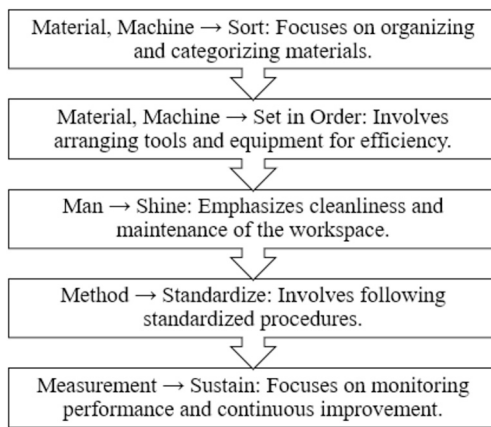 Material, Machine → Sort: Focuses on organizing
and categorizing materials.
Material, Machine → Set in Order: Involves
arranging tools and equipment for efficiency.
Man → Shine: Emphasizes cleanliness and
maintenance of the workspace.
Method → Standardize: Involves following
standardized procedures.
Measurement → Sustain: Focuses on monitoring
performance and continuous improvement.